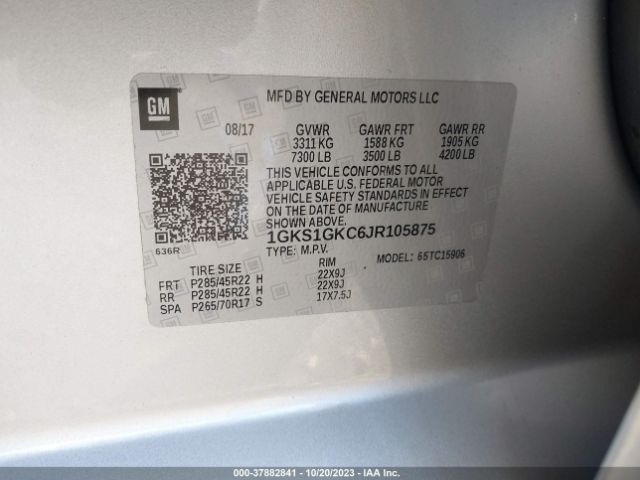 GM
MFD BY GENERAL MOTORS LLC
08/17 GVWR GAWR FRT GAWR RR
3311 KG 1588 KG 1905 KG
7300 LB 3500 LB 4200 LB
THIS VEHICLE CONFORMS TO ALL
APPLICABLE U.S. FEDERAL MOTOR
VEHICLE SAFETY STANDARDS IN EFFECT
ON THE DATE OF MANUFACTURE
SHOWN ABOVE.
1GKS1GKC6JR105875
636R
TYPE: M.P.V. MODEL: 65TC15906
TIRE SIZE RIM
FRT P285/45R22 H 22X9J
RR P285/45R22 H 22X9J
SPA P265/70R17 S 17X7.5J
000-37882841 - 10/20/2023 - IAA Inc.